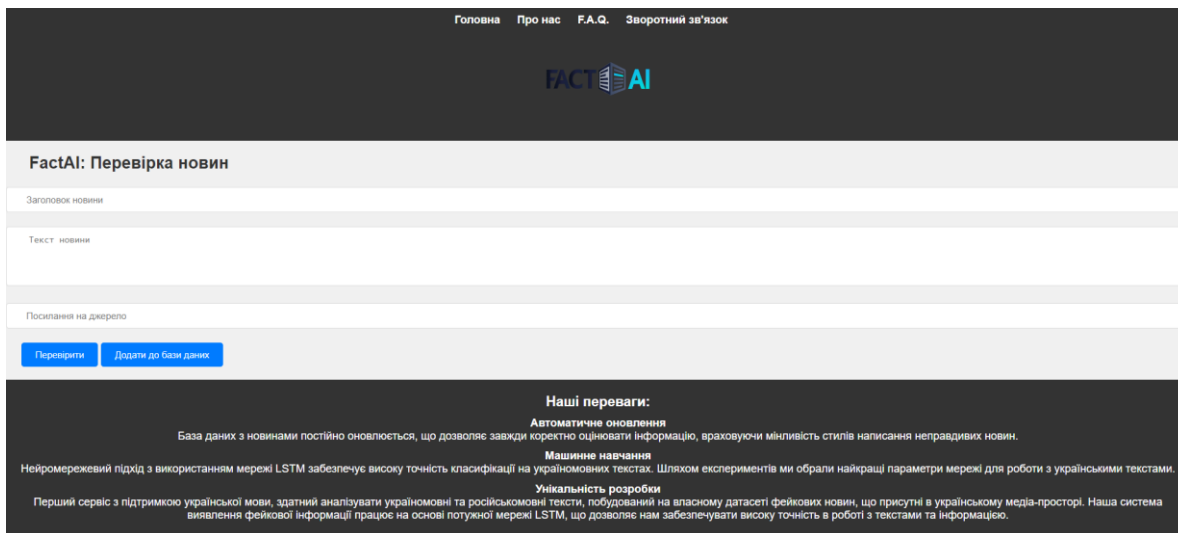 Головна Про нас F.A.Q. Зворотний зв'язок
FACT AI
FactAI: Перевірка новин
Заголовок новини
Текст новини
Посилання на джерело
Перевірити Додати до бази даних
Наші переваги:
Автоматичне оновлення
База даних з новинами постійно оновлюється, що дозволяє завжди коректно оцінювати інформацію, враховуючи мінливість стилів написання неправдивих новин.
Машинне навчання
Нейромережевий підхід з використанням мережі LSTM забезпечує високу точність класифікації на україномовних текстах. Шляхом експериментів ми обрали найкращі параметри мережі для роботи з українськими текстами.
Унікальність розробки
Перший сервіс з підтримкою української мови, здатний аналізувати україномовні та російськомовні тексти, побудований на власному датасеті фейкових новин, що присутні в українському медіа-просторі. Наша система
виявлення фейкової інформації працює на основі потужної мережі LSTM, що дозволяє нам забезпечувати високу точність в роботі з текстами та інформацією.